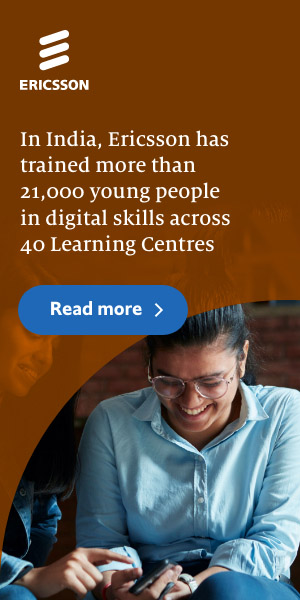 ERICSSON
In India, Ericsson has
trained more than
21,000 young people
in digital skills across
40 Learning Centres
Read more